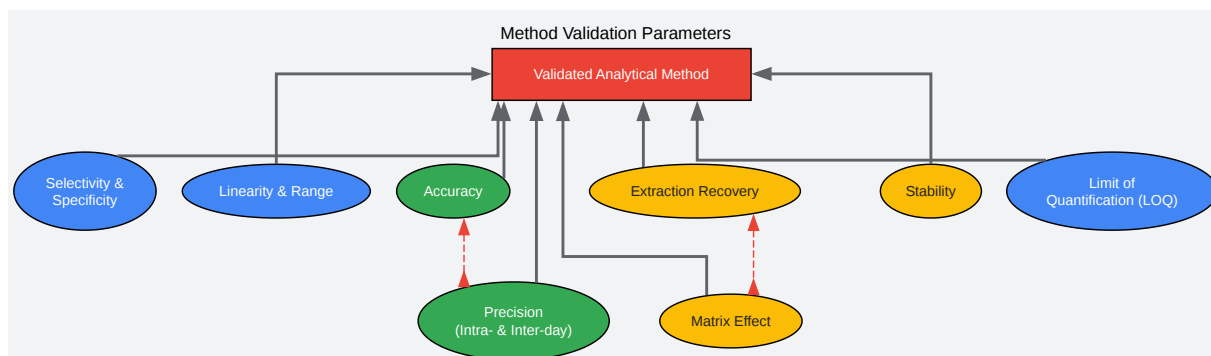 Method Validation Parameters
Validated Analytical Method
Selectivity &
Specificity
Linearity & Range
Accuracy
Extraction Recovery
Stability
Limit of
Quantification (LOQ)
Precision
(Intra- & Inter-day)
Matrix Effect